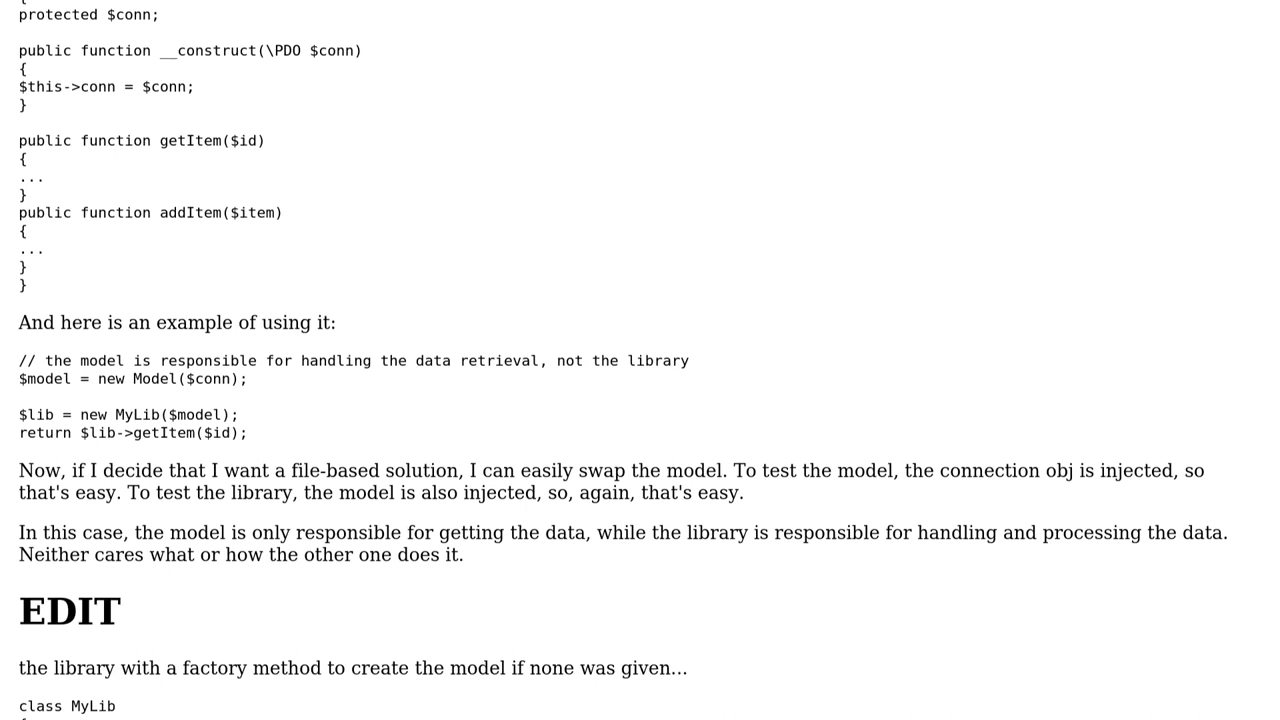 {
protected $conn;
public function __construct(\PDO $conn)
{
$this->conn = $conn;
}
public function getItem($id)
{
...
}
public function addItem($item)
{
...
}
}
And here is an example of using it:
// the model is responsible for handling the data retrieval, not the library
$model = new Model($conn);
$lib = new MyLib($model);
return $lib->getItem($id);
Now, if I decide that I want a file-based solution, I can easily swap the model. To test the model, the connection obj is injected, so
that's easy. To test the library, the model is also injected, so, again, that's easy.
In this case, the model is only responsible for getting the data, while the library is responsible for handling and processing the data.
Neither cares what or how the other one does it.
EDIT
the library with a factory method to create the model if none was given...
class MyLib
{